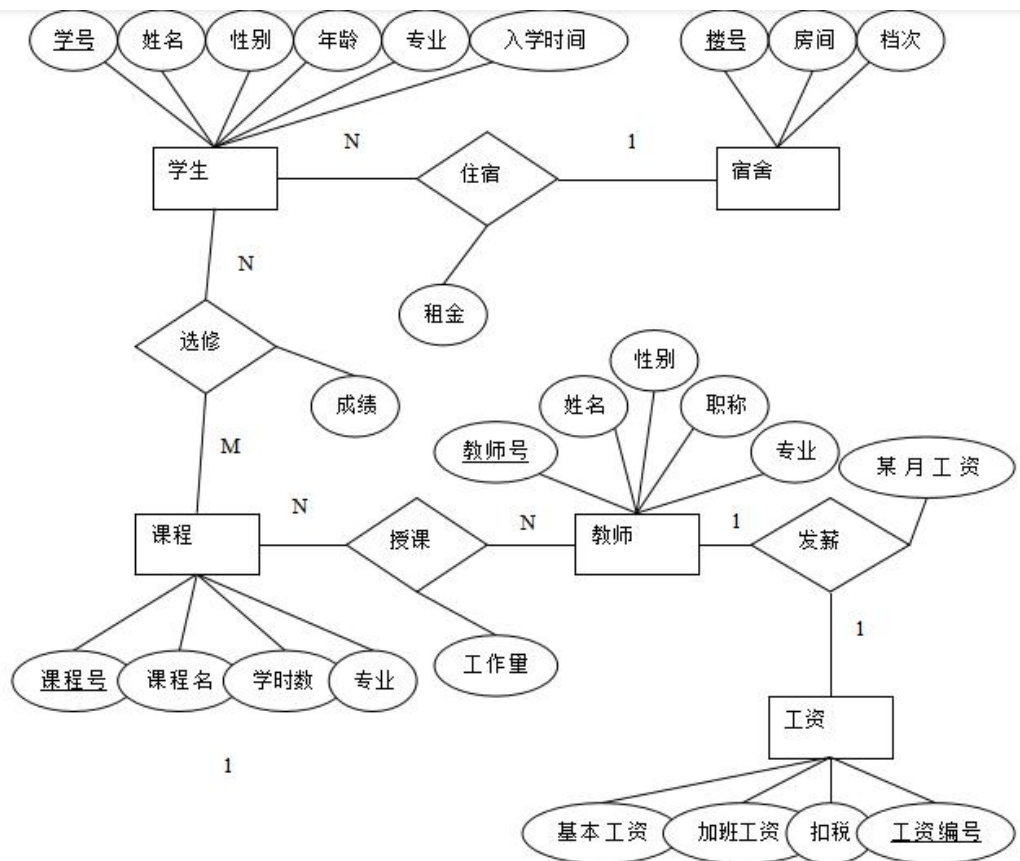 学号 姓名 性别 年龄 专业 入学时间 楼号 房间 档次
N 1
学生 住宿 宿舍
N
租金
选修
性别
成绩
姓名 职称
M
教师号 专业 某月工资
N N 1
课程 授课 教师 发薪
1
工作量
课程号 课程名 学时数 专业
工资
1
基本工资 加班工资 扣税 工资编号